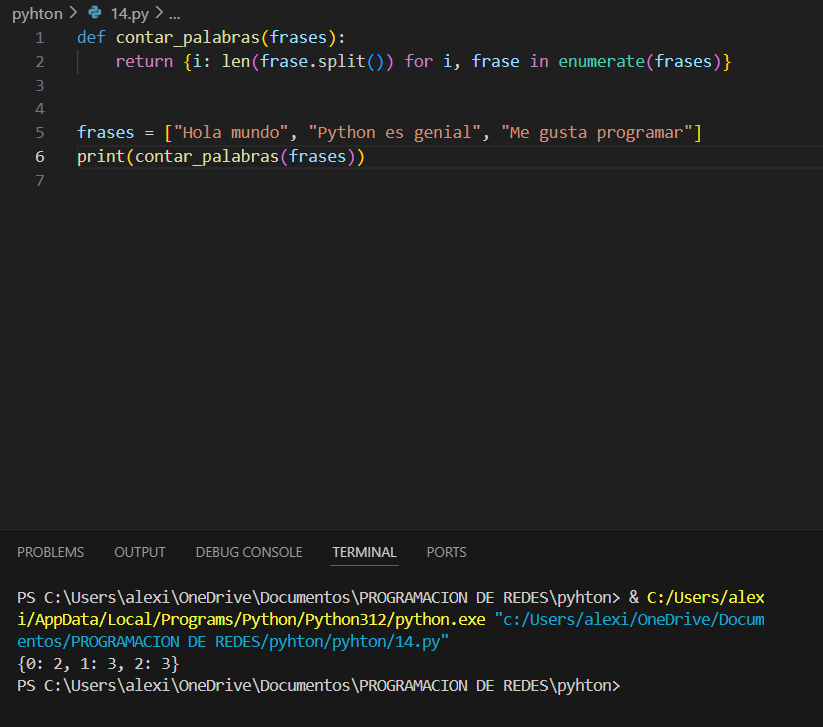 pyhton > 14.py > ...
1 def contar_palabras(frases):
2     return {i: len(frase.split()) for i, frase in enumerate(frases)}
3
4
5 frases = ["Hola mundo", "Python es genial", "Me gusta programar"]
6 print(contar_palabras(frases))
7
PROBLEMS OUTPUT DEBUG CONSOLE TERMINAL PORTS
PS C:\Users\alexi\OneDrive\Documentos\PROGRAMACION DE REDES\pyhton> & C:/Users/alex
i/AppData/Local/Programs/Python/Python312/python.exe "c:/Users/alexi/OneDrive/Docum
entos/PROGRAMACION DE REDES/pyhton/pyhton/14.py"
{0: 2, 1: 3, 2: 3}
PS C:\Users\alexi\OneDrive\Documentos\PROGRAMACION DE REDES\pyhton>